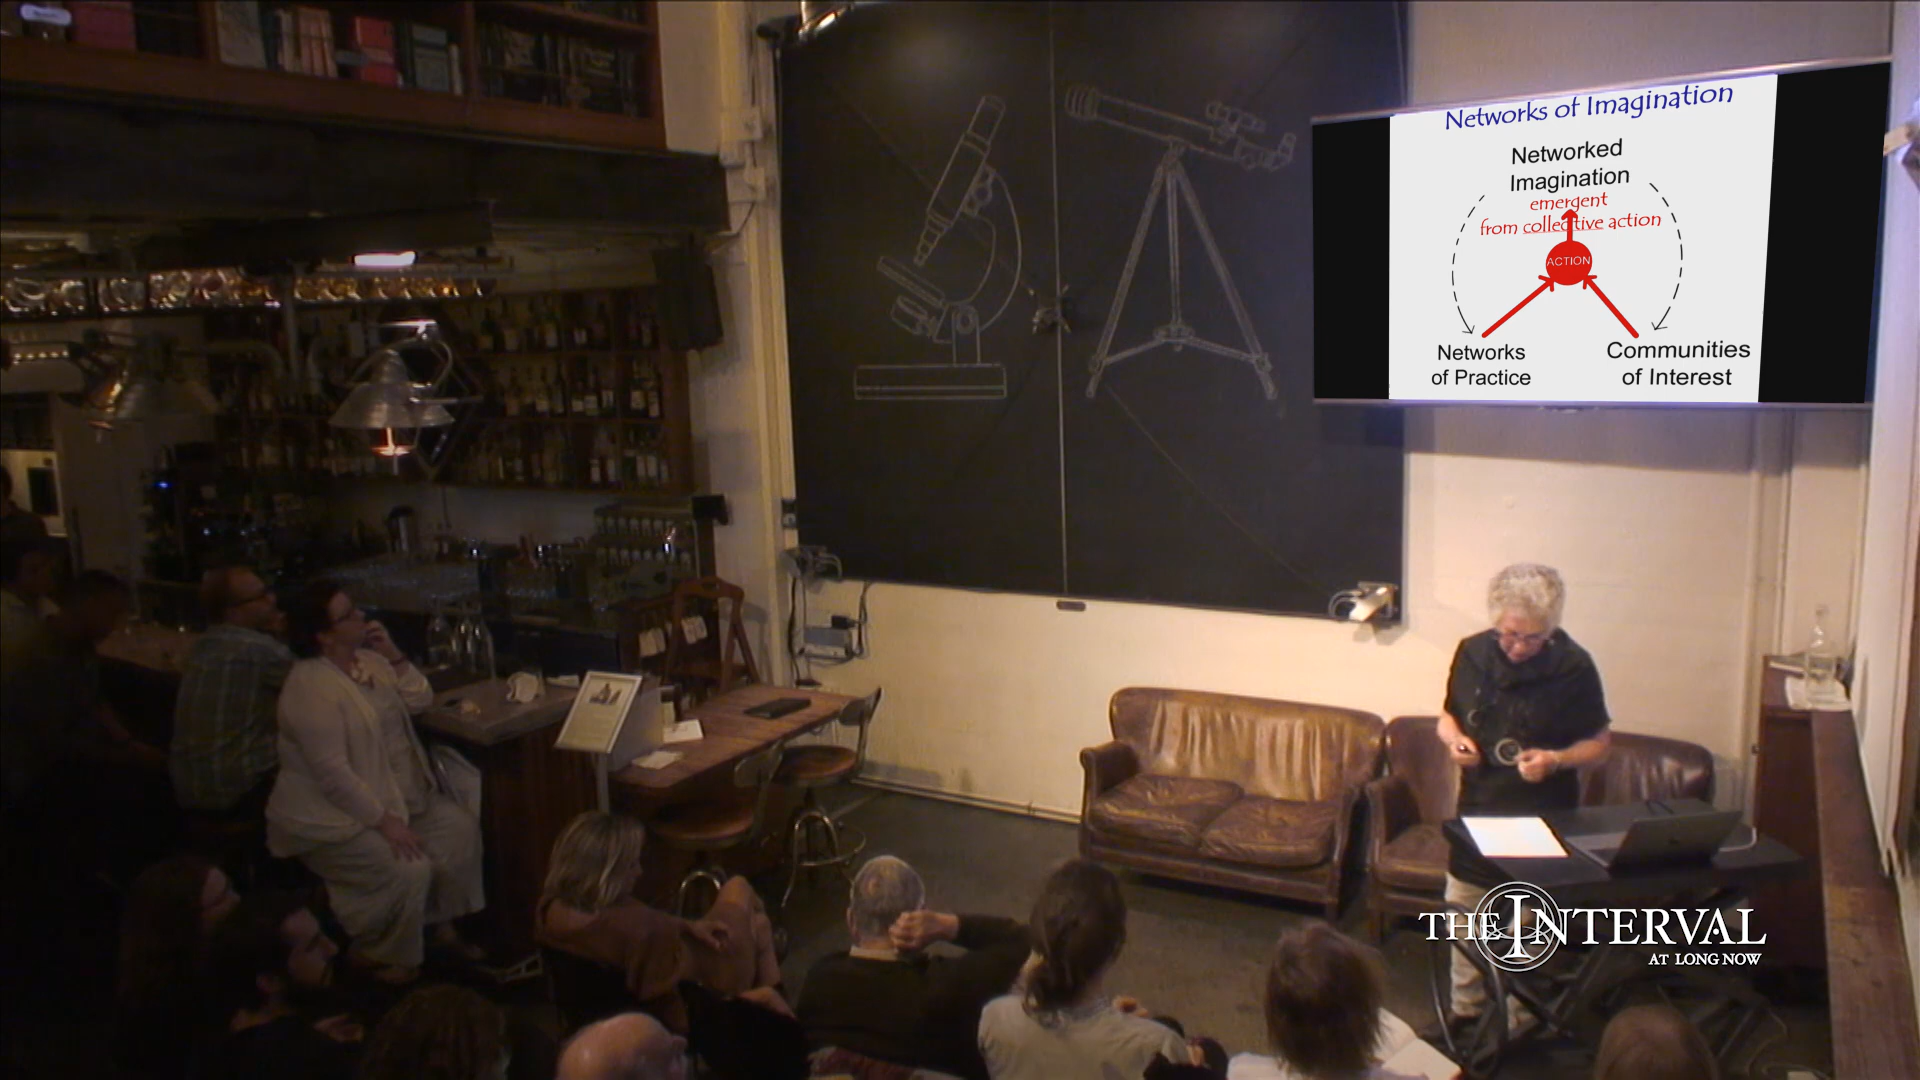 Networks of Imagination
Networked
Imagination
emergent
from collective action
ACTION
Networks
of Practice
Communities
of Interest
THE INTERVAL
AT LONG NOW